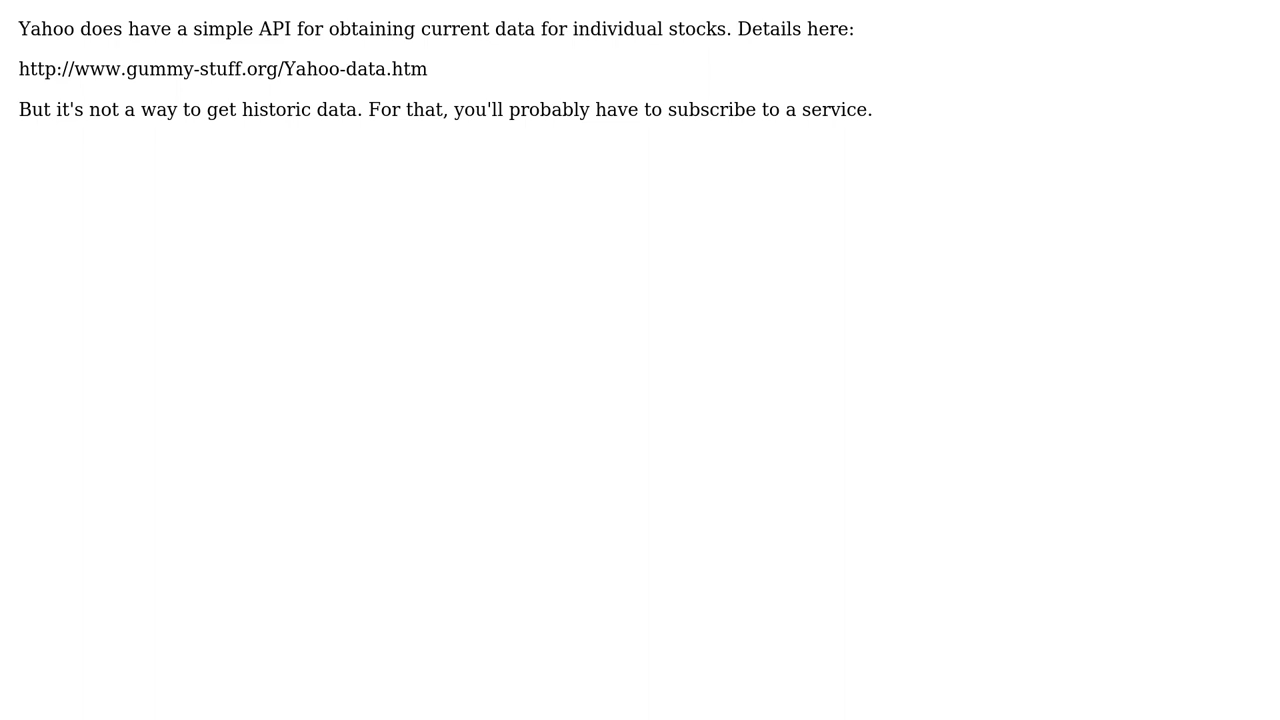 Yahoo does have a simple API for obtaining current data for individual stocks. Details here:
http://www.gummy-stuff.org/Yahoo-data.htm
But it's not a way to get historic data. For that, you'll probably have to subscribe to a service.